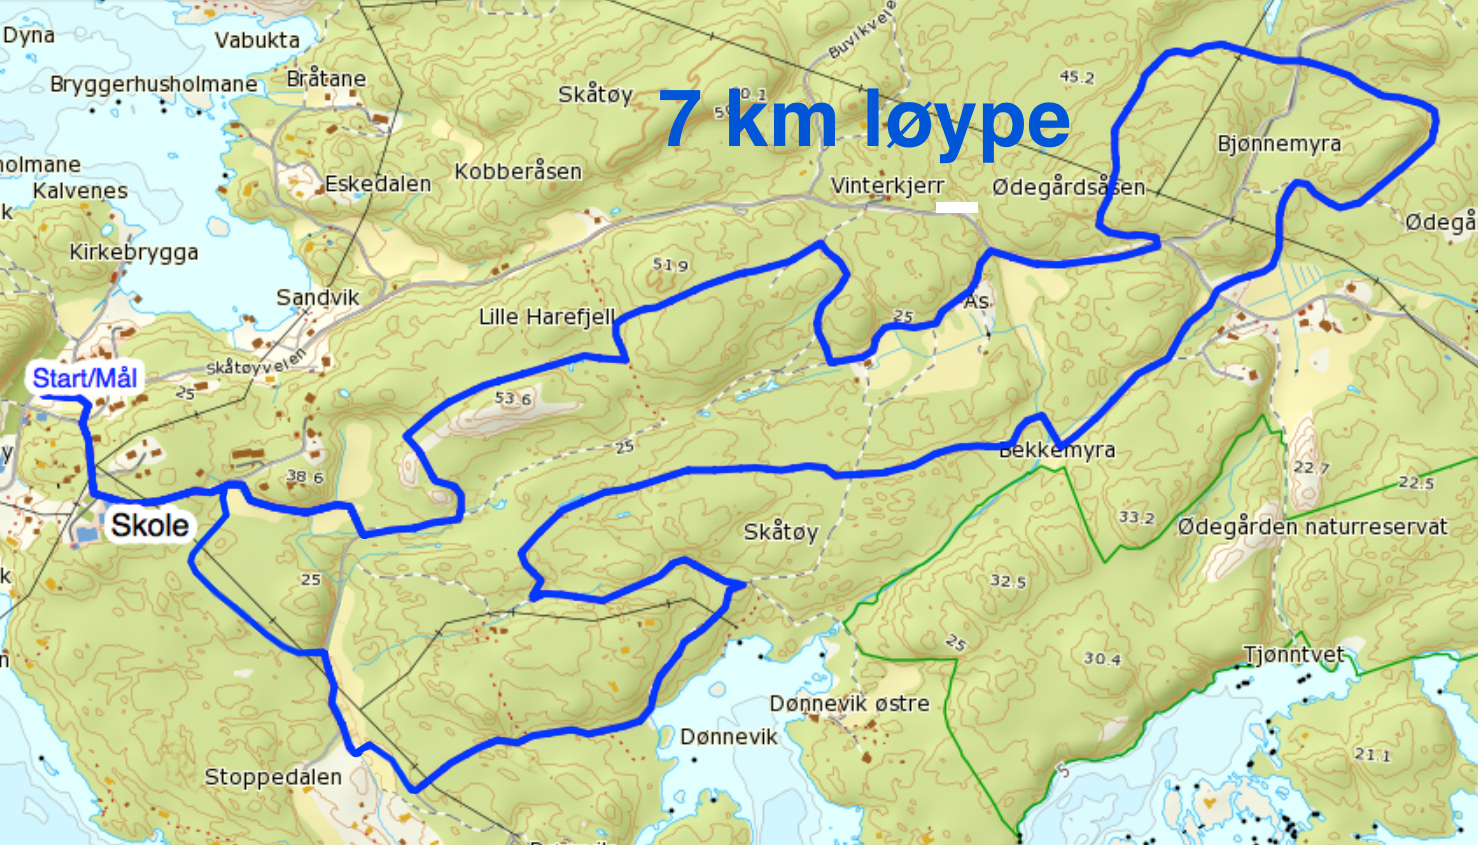 Dyna
Vabukta
Buvikveie
Bryggerhusholmane
Bråtane
45.2
Skåtøy
7 km løype
Bjønnemyra
holmane
Kobberåsen
Kalvenes
Eskedalen
Vinterkjerr
Ødegårdsåsen
k
Ødegå
Kirkebrygga
51.9
Sandvik
As
Lille Harefjell
25
Skåtøyveien
Start/Mål
25
53.6
25
Bekkemyra
y
38.6
22.7
22.5
33.2
Skole
Skåtøy
Ødegården naturreservat
k
25
32.5
25
30.4
Tjønntvet
n
Dønnevik østre
Dønnevik
21.1
Stoppedalen
5